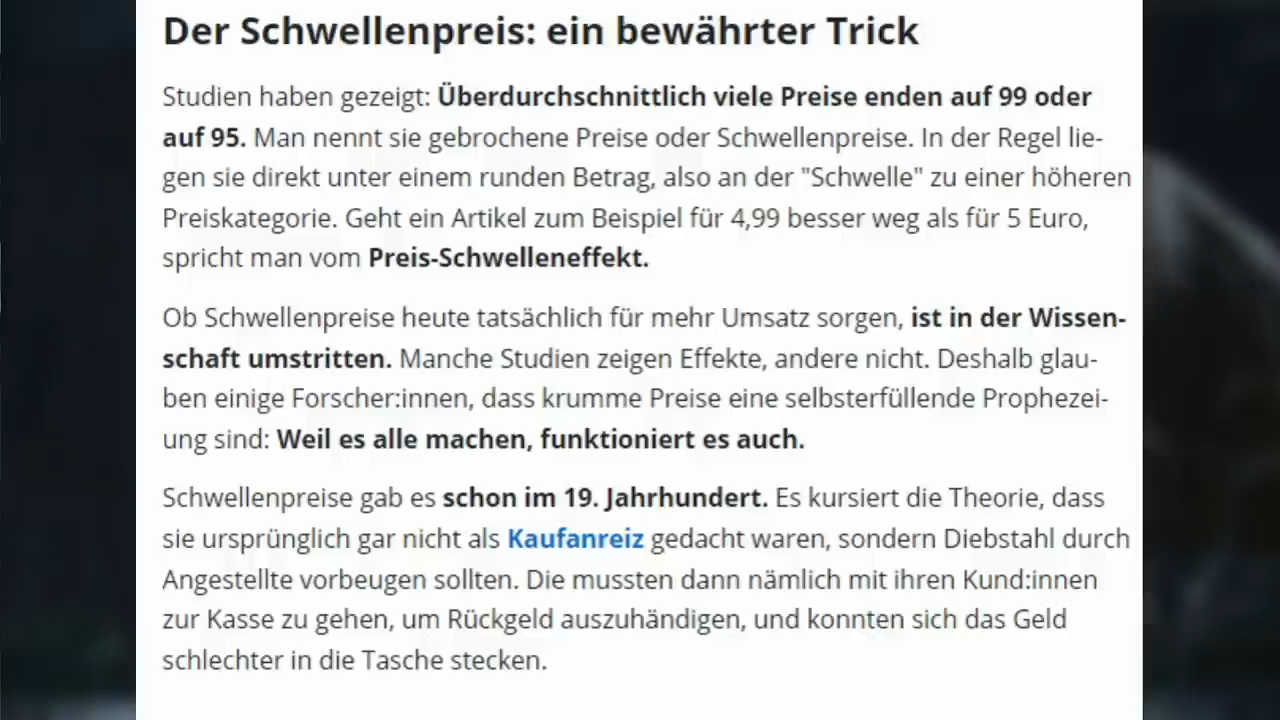 Der Schwellenpreis: ein bewährter Trick
Studien haben gezeigt: Überdurchschnittlich viele Preise enden auf 99 oder
auf 95. Man nennt sie gebrochene Preise oder Schwellenpreise. In der Regel lie-
gen sie direkt unter einem runden Betrag, also an der "Schwelle" zu einer höheren
Preiskategorie. Geht ein Artikel zum Beispiel für 4,99 besser weg als für 5 Euro,
spricht man vom Preis-Schwelleneffekt.
Ob Schwellenpreise heute tatsächlich für mehr Umsatz sorgen, ist in der Wissen-
schaft umstritten. Manche Studien zeigen Effekte, andere nicht. Deshalb glau-
ben einige Forscher:innen, dass krumme Preise eine selbsterfüllende Prophezei-
ung sind: Weil es alle machen, funktioniert es auch.
Schwellenpreise gab es schon im 19. Jahrhundert. Es kursiert die Theorie, dass
sie ursprünglich gar nicht als Kaufanreiz gedacht waren, sondern Diebstahl durch
Angestellte vorbeugen sollten. Die mussten dann nämlich mit ihren Kund:innen
zur Kasse zu gehen, um Rückgeld auszuhändigen, und konnten sich das Geld
schlechter in die Tasche stecken.